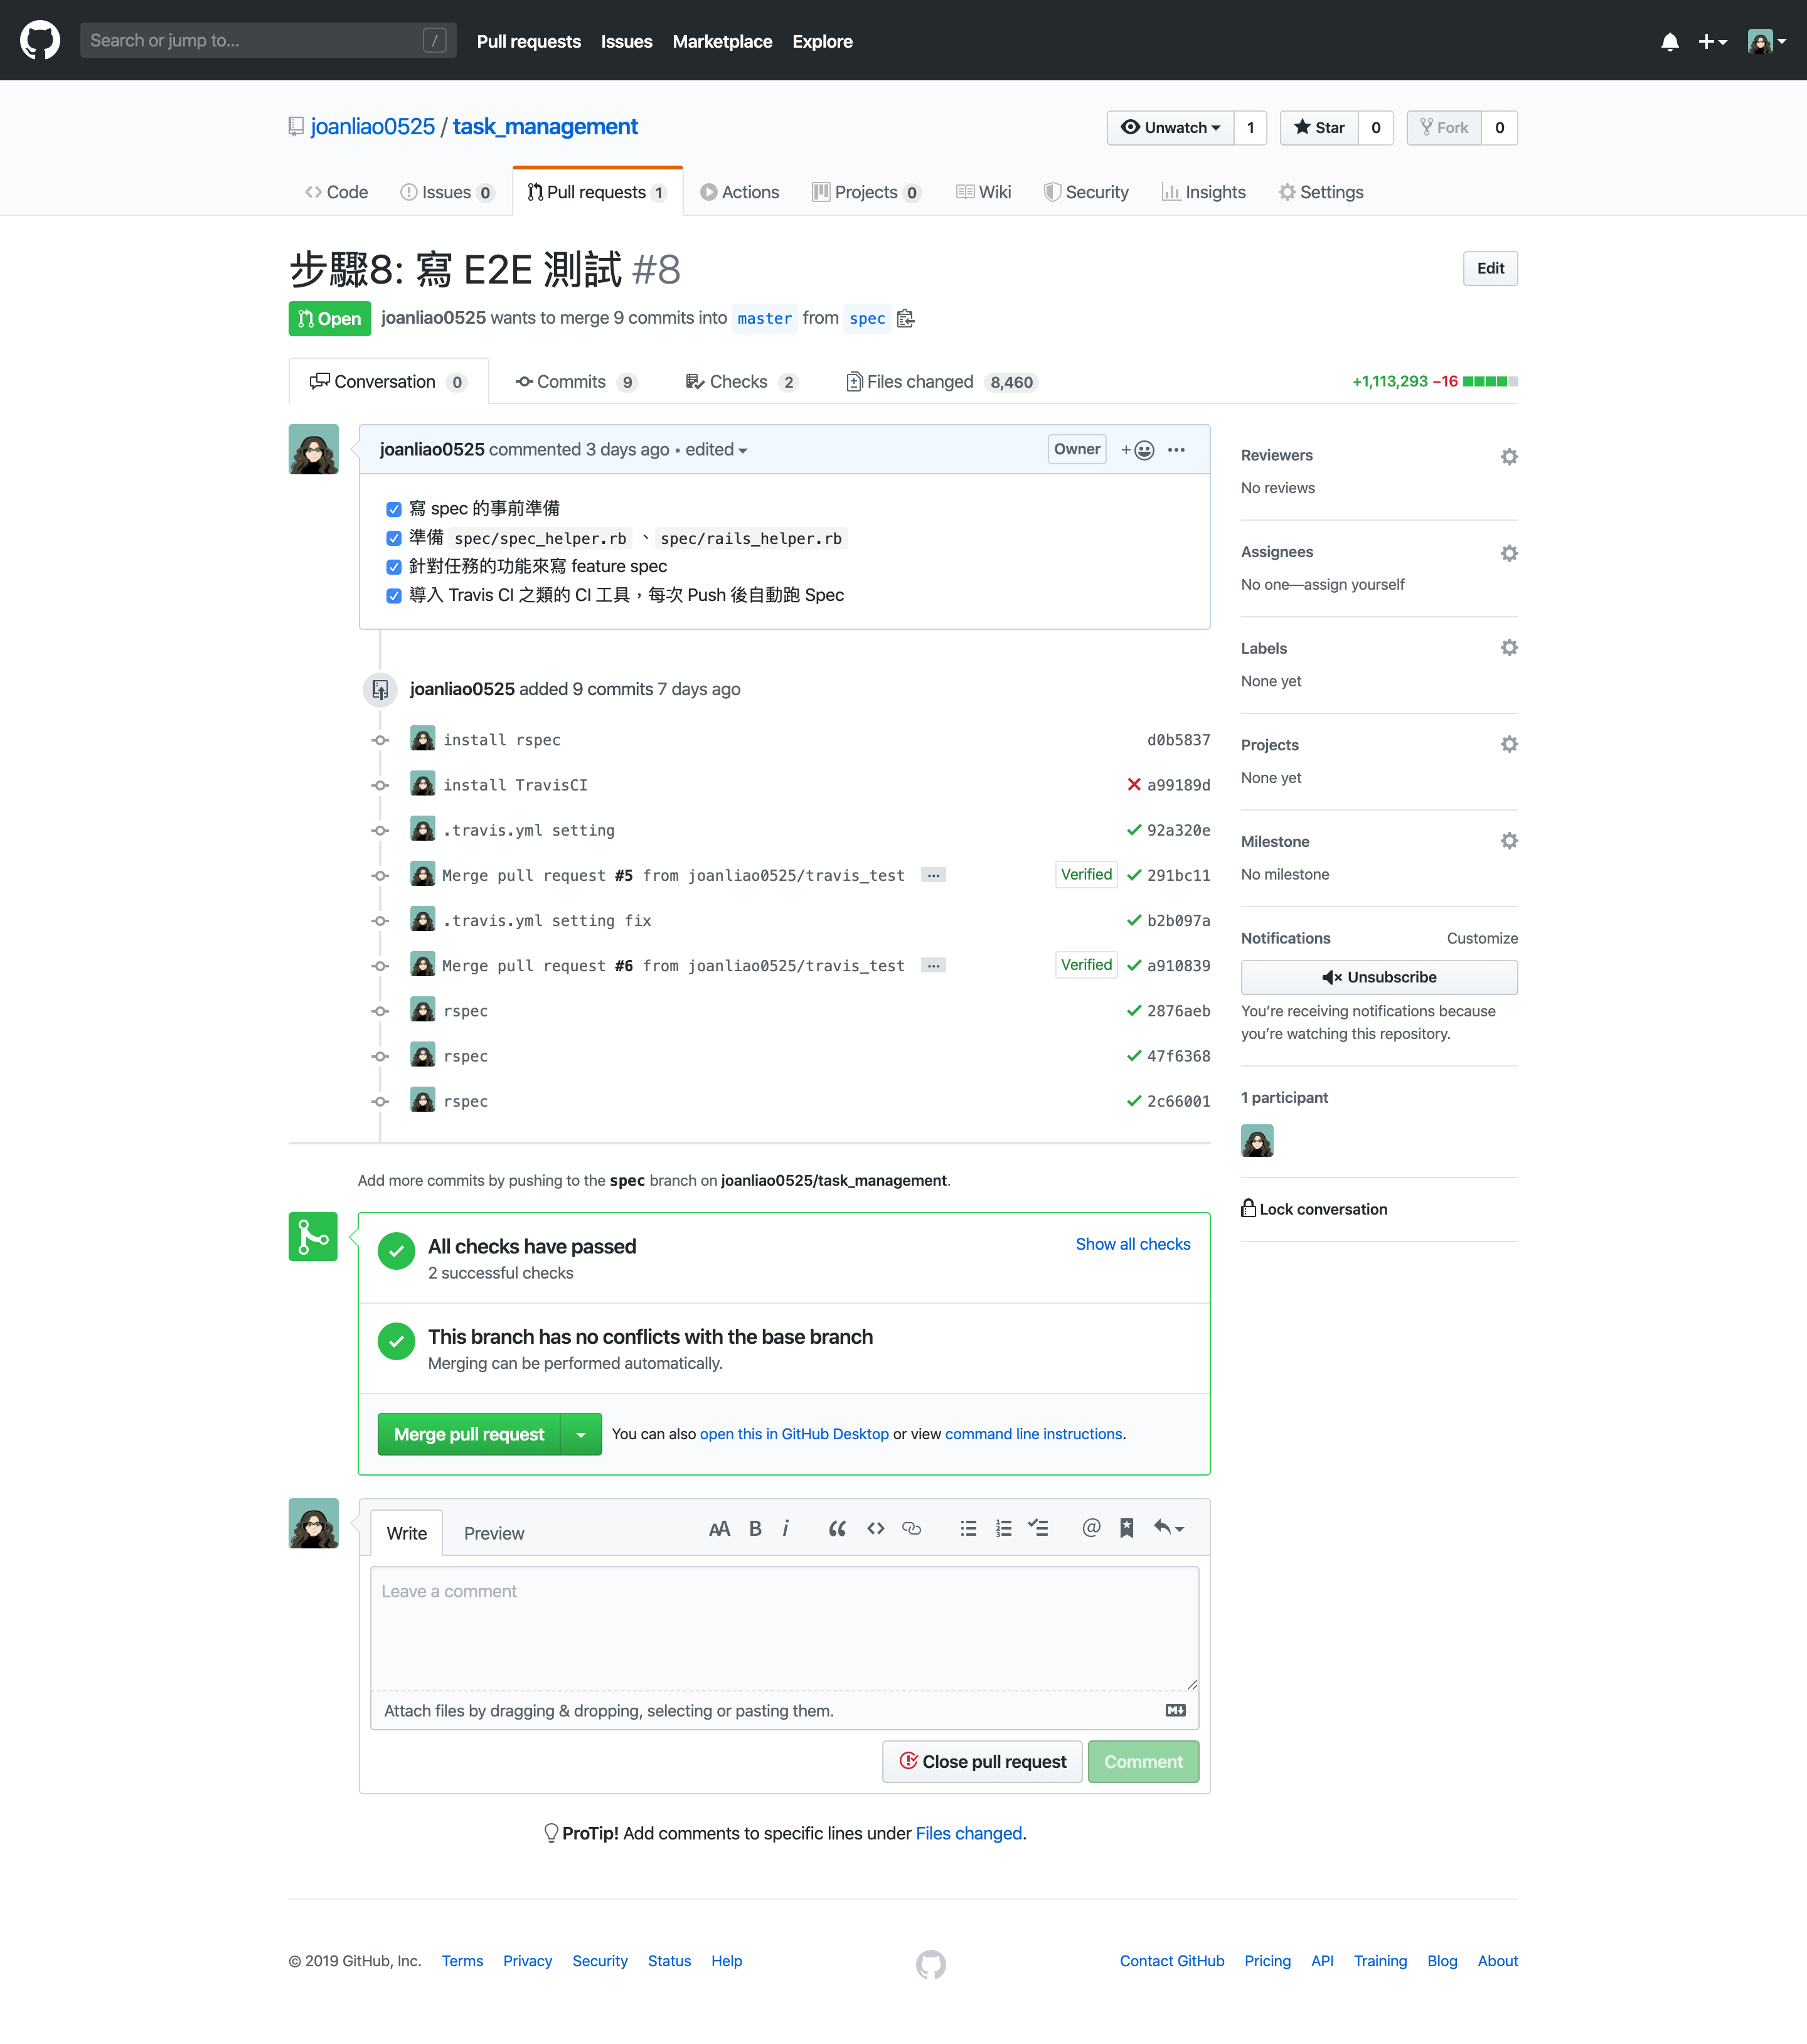 Search or jump to... / Pull requests Issues Marketplace Explore
joanliao0525 / task_management Unwatch 1 Star 0 Fork 0
Code Issues 0 Pull requests 1 Actions Projects 0 Wiki Security Insights Settings
步驟8: 寫 E2E 測試 #8 Edit
Open joanliao0525 wants to merge 9 commits into master from spec
Conversation 0 Commits 9 Checks 2 Files changed 8,460 +1,113,293 −16
joanliao0525 commented 3 days ago • edited Owner
寫 spec 的事前準備
準備 spec/spec_helper.rb 、 spec/rails_helper.rb
針對任務的功能來寫 feature spec
導入 Travis CI 之類的 CI 工具，每次 Push 後自動跑 Spec
joanliao0525 added 9 commits 7 days ago
install rspec d0b5837
install TravisCI a99189d
.travis.yml setting 92a320e
Merge pull request #5 from joanliao0525/travis_test ... Verified 291bc11
.travis.yml setting fix b2b097a
Merge pull request #6 from joanliao0525/travis_test ... Verified a910839
rspec 2876aeb
rspec 47f6368
rspec 2c66001
Add more commits by pushing to the spec branch on joanliao0525/task_management.
All checks have passed Show all checks
2 successful checks
This branch has no conflicts with the base branch
Merging can be performed automatically.
Merge pull request You can also open this in GitHub Desktop or view command line instructions.
Write Preview AA B i @
Leave a comment
Attach files by dragging & dropping, selecting or pasting them.
Close pull request Comment
ProTip! Add comments to specific lines under Files changed.
Reviewers
No reviews
Assignees
No one—assign yourself
Labels
None yet
Projects
None yet
Milestone
No milestone
Notifications Customize
Unsubscribe
You’re receiving notifications because
you’re watching this repository.
1 participant
Lock conversation
© 2019 GitHub, Inc. Terms Privacy Security Status Help Contact GitHub Pricing API Training Blog About